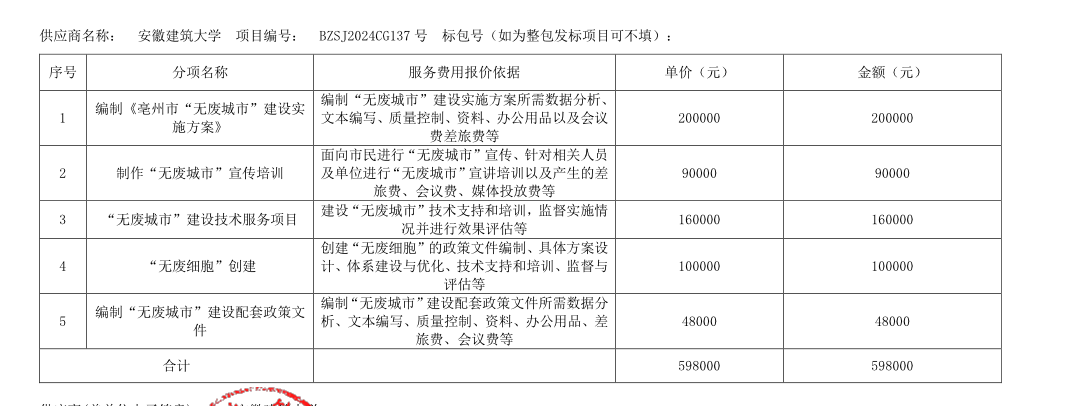 供应商名称： 安徽建筑大学 项目编号： BZSJ2024CG137 号 标包号（如为整包发标项目可不填）；
序号 分项名称 服务费用报价依据 单价（元） 金额（元）
1 编制《亳州市“无废城市”建设实施方案》 编制“无废城市”建设实施方案所需数据分析、文本编写、质量控制、资料、办公用品以及会议费差旅费等 200000 200000
2 制作“无废城市”宣传培训 面向市民进行“无废城市”宣传、针对相关人员及单位进行“无废城市”宣讲培训以及产生的差旅费、会议费、媒体投放费等 90000 90000
3 “无废城市”建设技术服务项目 建设“无废城市”技术支持和培训，监督实施情况并进行效果评估等 160000 160000
4 “无废细胞”创建 创建“无废细胞”的政策文件编制、具体方案设计、体系建设与优化、技术支持和培训、监督与评估等 100000 100000
5 编制“无废城市”建设配套政策文件 编制“无废城市”建设配套政策文件所需数据分析、文本编写、质量控制、资料、办公用品、差旅费、会议费等 48000 48000
合计 598000 598000